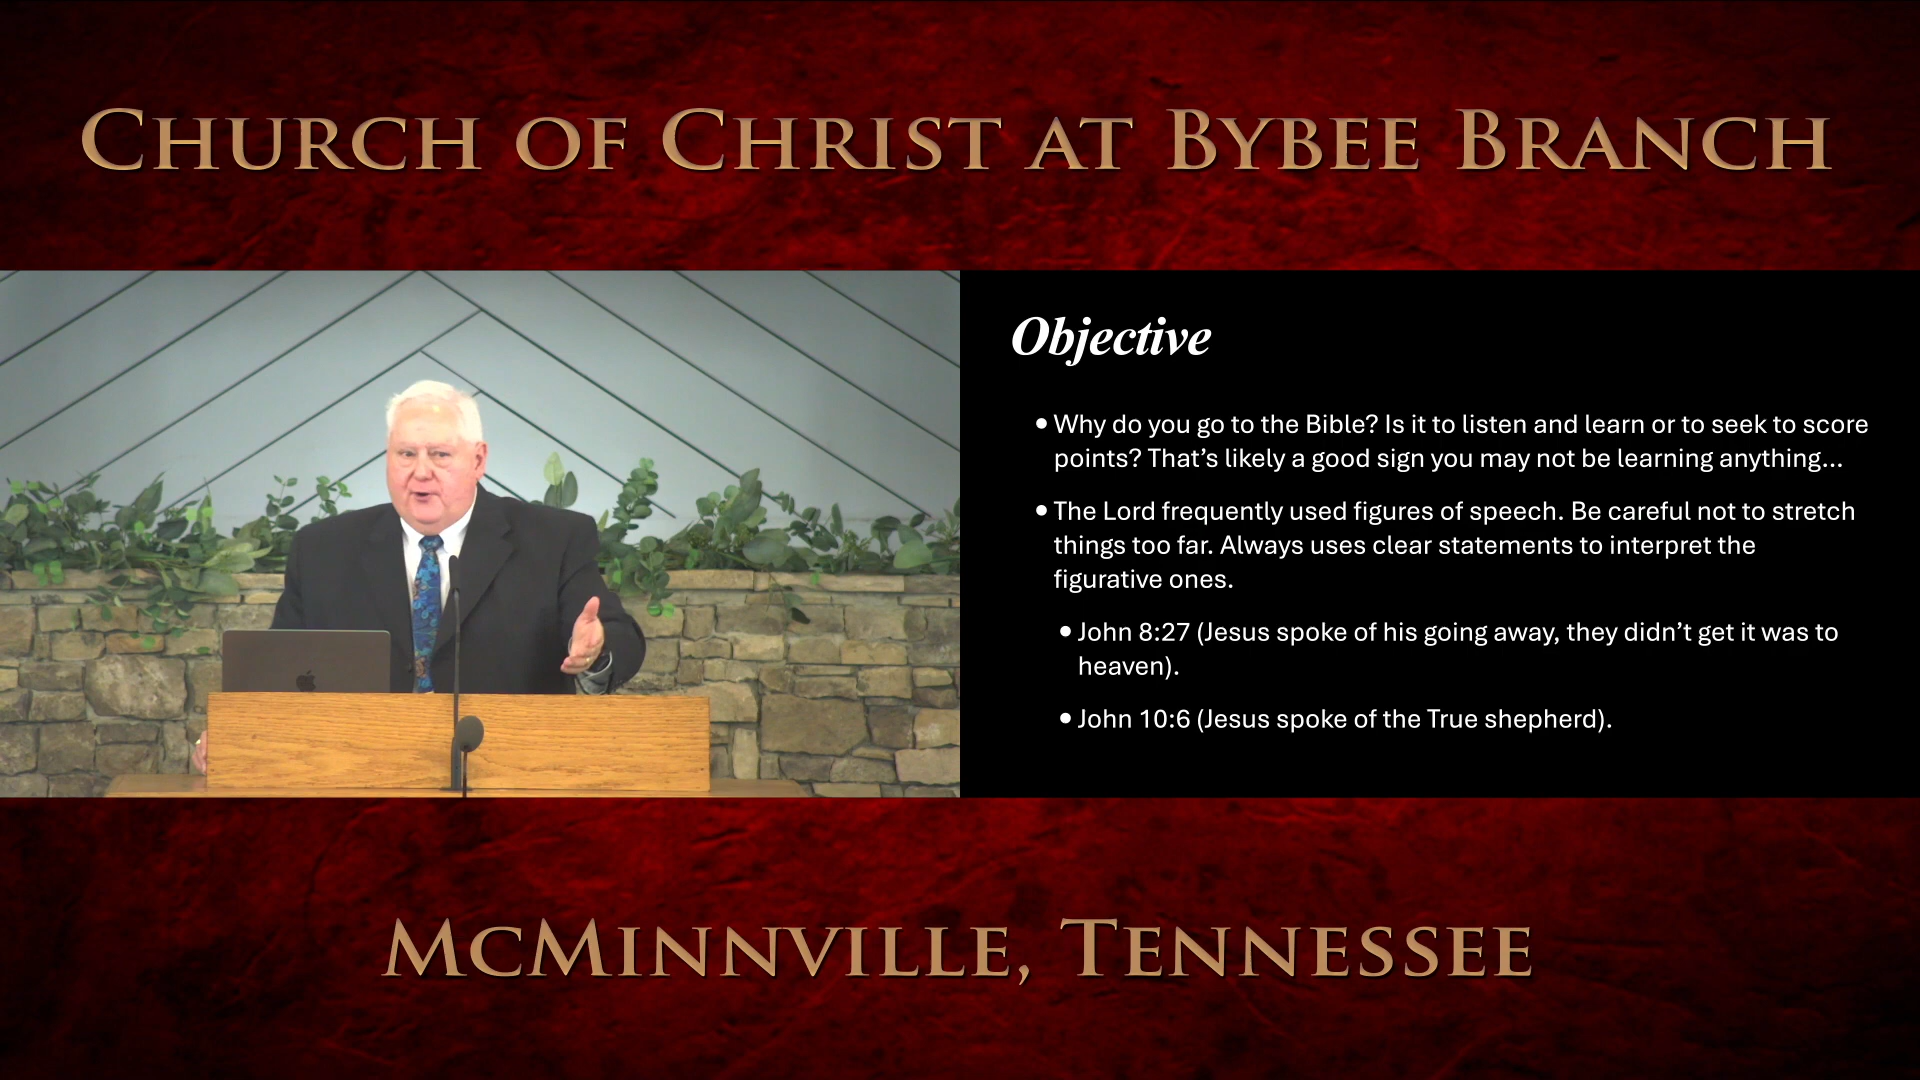 Church of Christ at Bybee Branch
Objective
• Why do you go to the Bible? Is it to listen and learn or to seek to score
points? That’s likely a good sign you may not be learning anything…
• The Lord frequently used figures of speech. Be careful not to stretch
things too far. Always uses clear statements to interpret the
figurative ones.
• John 8:27 (Jesus spoke of his going away, they didn’t get it was to
heaven).
• John 10:6 (Jesus spoke of the True shepherd).
McMinnville, Tennessee